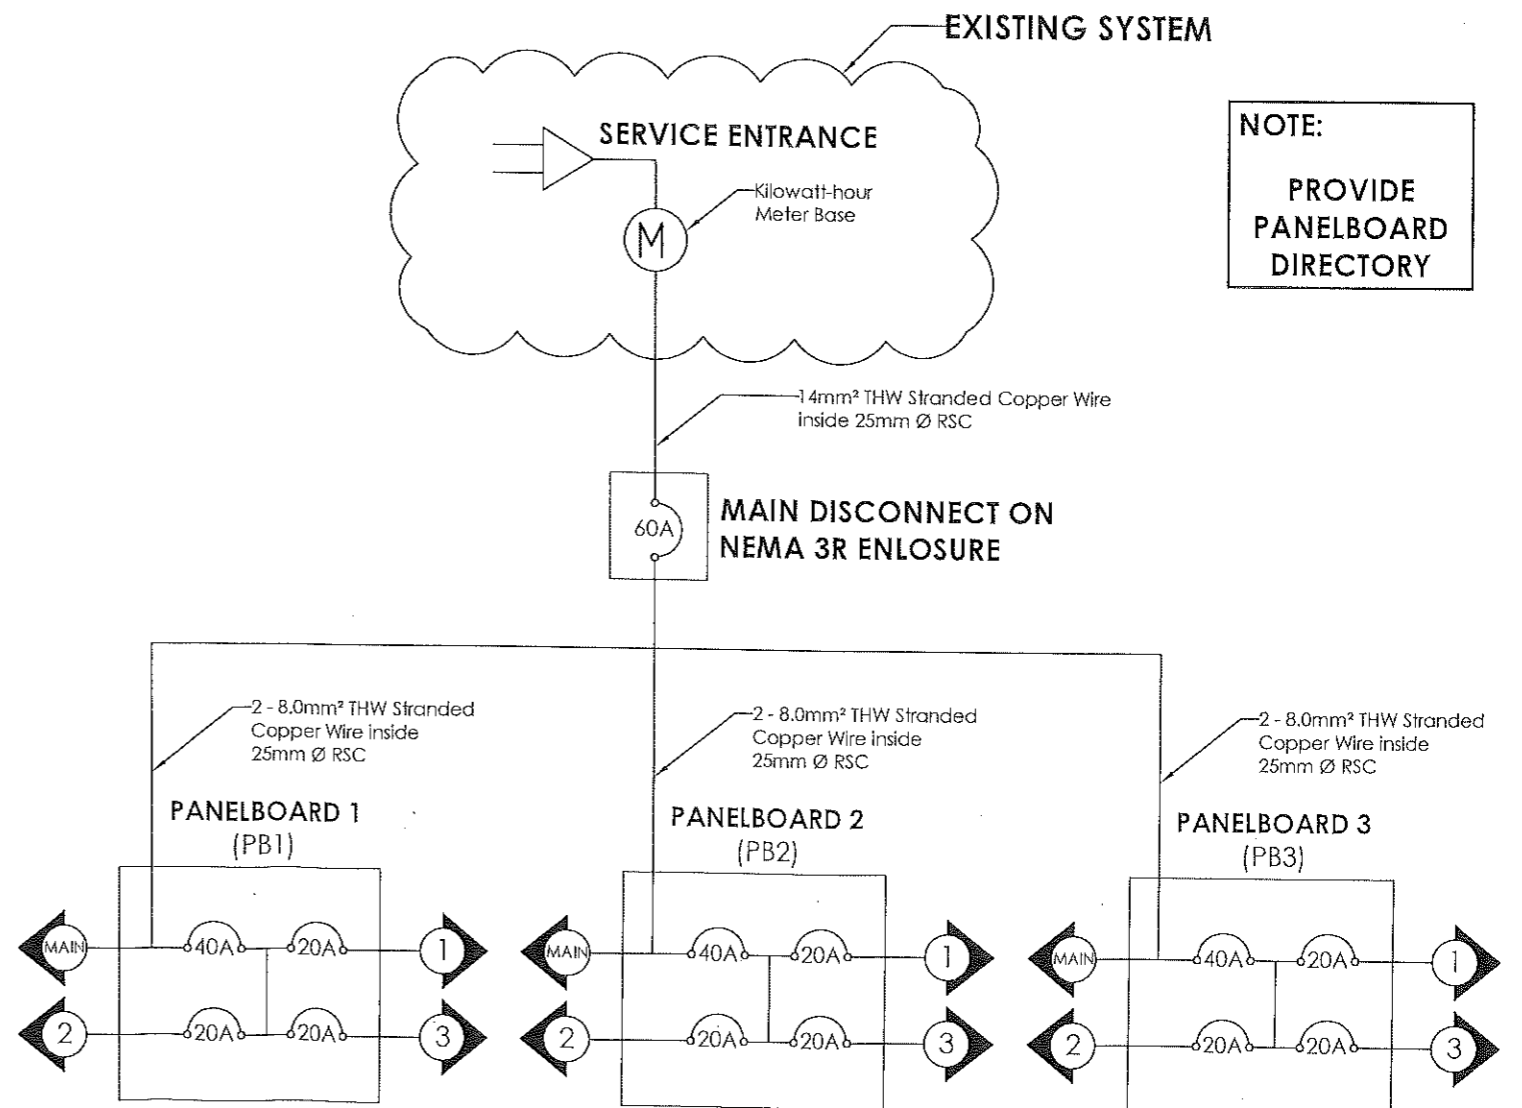 EXISTING SYSTEM
SERVICE ENTRANCE
Kilowatt-hour
Meter Base
M
NOTE:
PROVIDE
PANELBOARD
DIRECTORY
14mm² THW Stranded Copper Wire
inside 25mm Ø RSC
60A
MAIN DISCONNECT ON
NEMA 3R ENLOSURE
2 - 8.0mm² THW Stranded
Copper Wire inside
25mm Ø RSC
2 - 8.0mm² THW Stranded
Copper Wire inside
25mm Ø RSC
2 - 8.0mm² THW Stranded
Copper Wire inside
25mm Ø RSC
PANELBOARD 1
(PB1)
MAIN 40A 20A 1
2 20A 20A 3
PANELBOARD 2
(PB2)
MAIN 40A 20A 1
2 20A 20A 3
PANELBOARD 3
(PB3)
MAIN 40A 20A 1
2 20A 20A 3